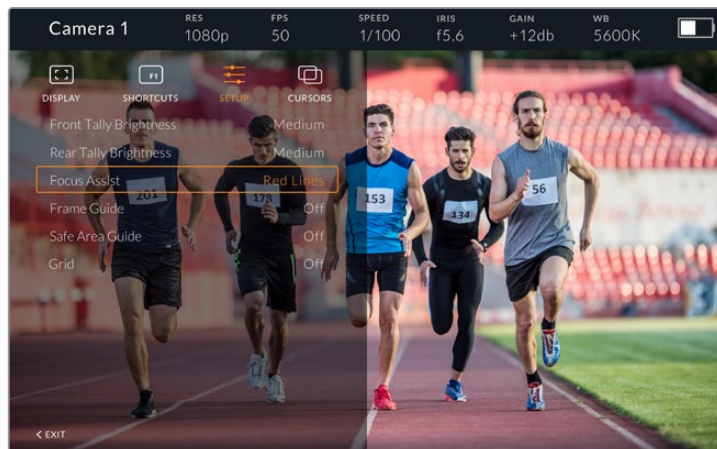 Camera 1
RES
1080p
FPS
50
SPEED
1/100
IRIS
f5.6
GAIN
+12db
WB
5600K
DISPLAY
F1
SHORTCUTS
SETUP
CURSORS
Front Tally Brightness Medium
Rear Tally Brightness Medium
Focus Assist Red Lines
Frame Guide Off
Safe Area Guide Off
Grid Off
201
178
153
134
56
< EXIT